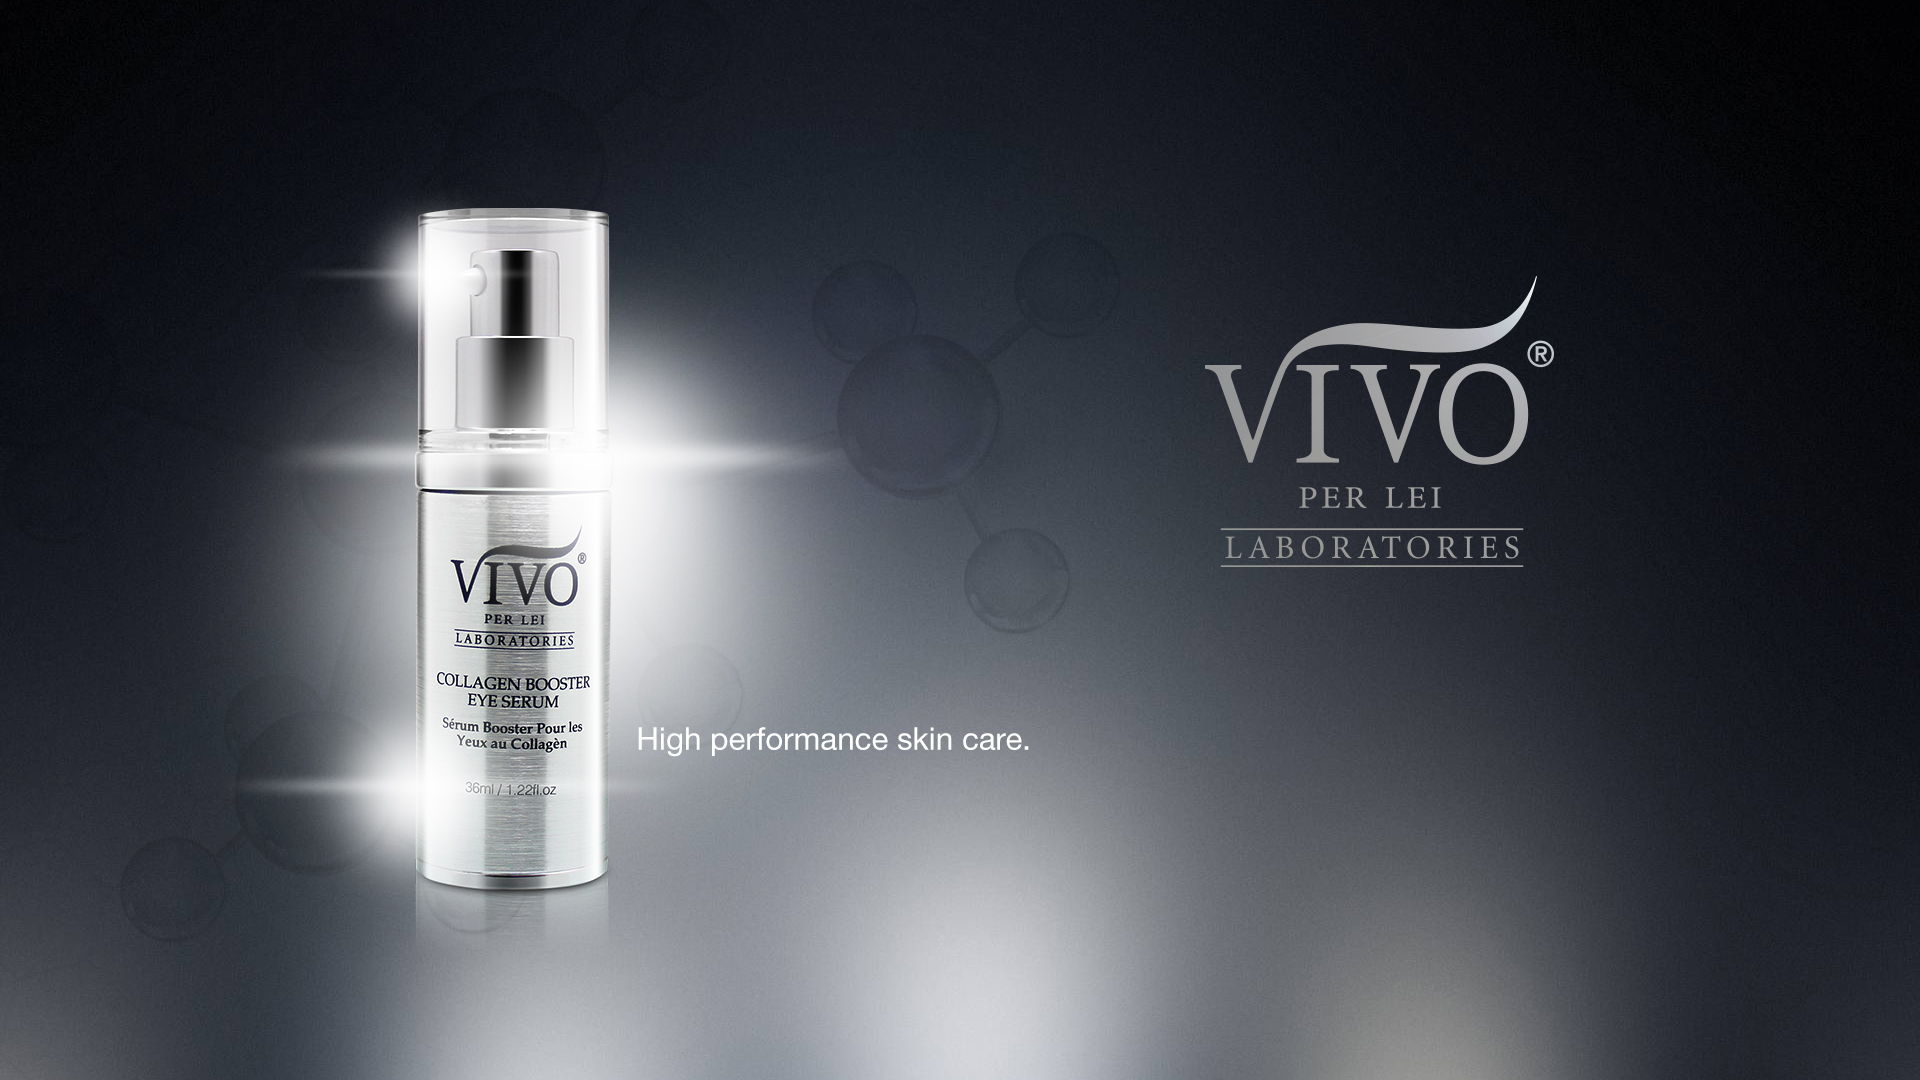 VIVO®
PER LEI
LABORATORIES
COLLAGEN BOOSTER
EYE SERUM
Sérum Booster Pour les
Yeux au Collagèn
36ml / 1.22fl.oz
High performance skin care.
VIVO®
PER LEI
LABORATORIES